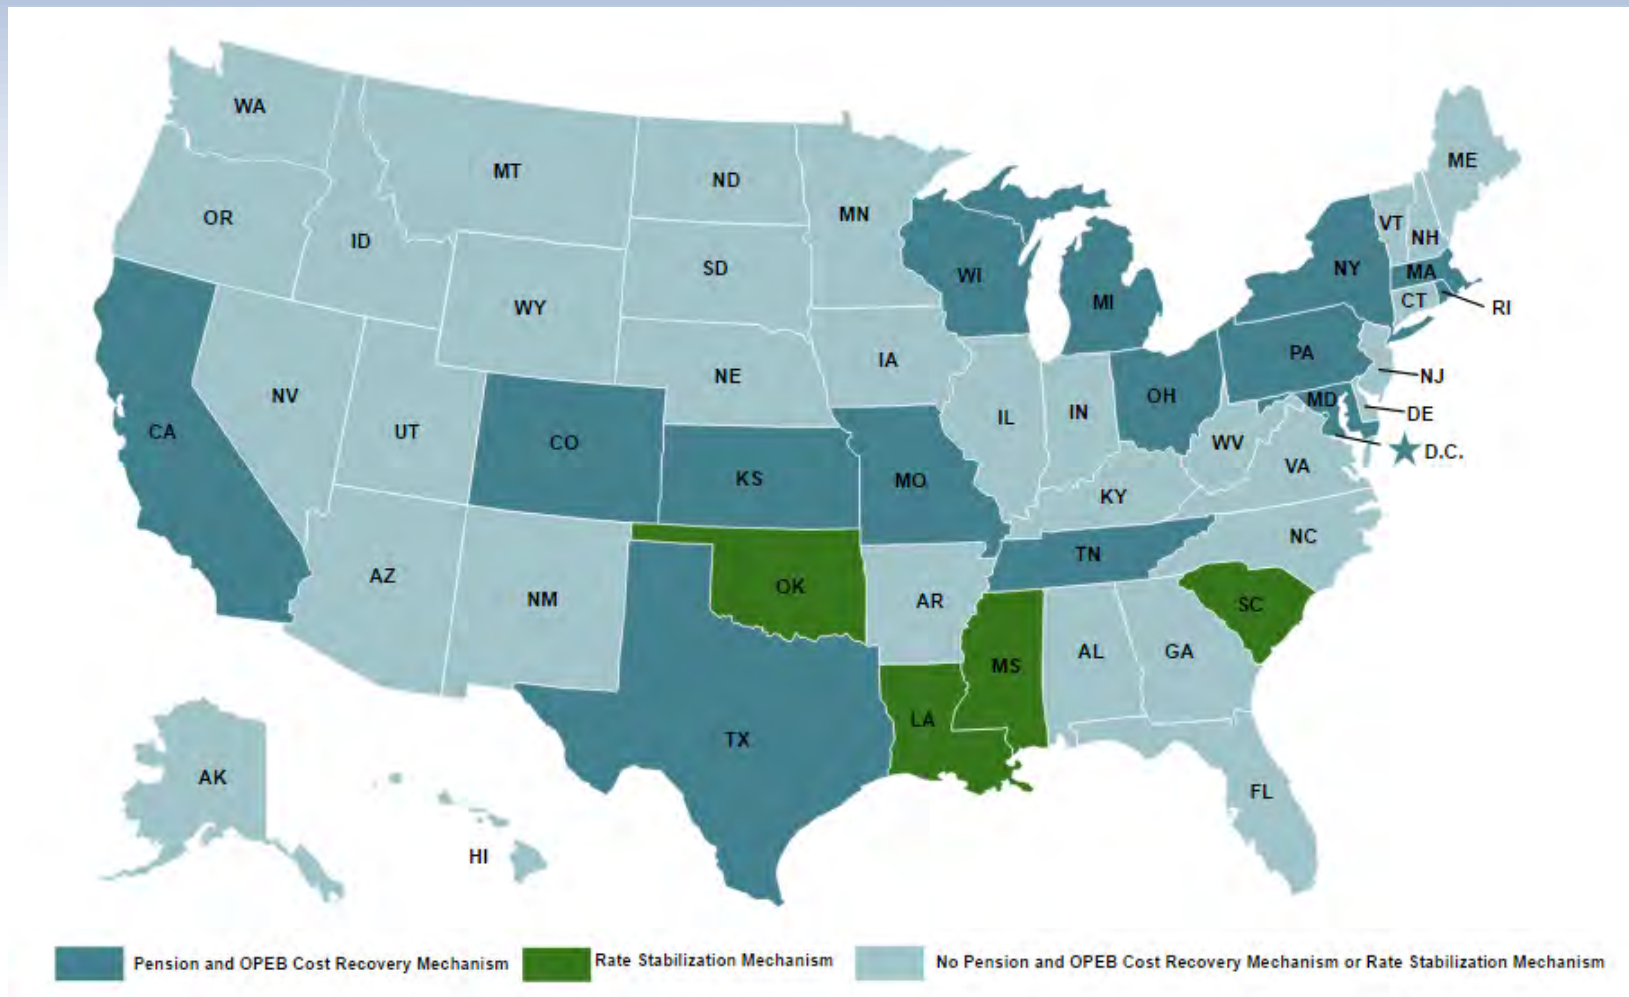 WA
MT
ND
MN
ME
OR
ID
SD
WI
MI
VT
NH
NY
MA
CT
RI
WY
NE
IA
PA
NJ
NV
UT
CO
KS
MO
IL
IN
OH
MD
DE
D.C.
CA
WV
VA
KY
AZ
NM
OK
AR
TN
NC
SC
MS
AL
GA
LA
TX
FL
AK
HI
Pension and OPEB Cost Recovery Mechanism
Rate Stabilization Mechanism
No Pension and OPEB Cost Recovery Mechanism or Rate Stabilization Mechanism